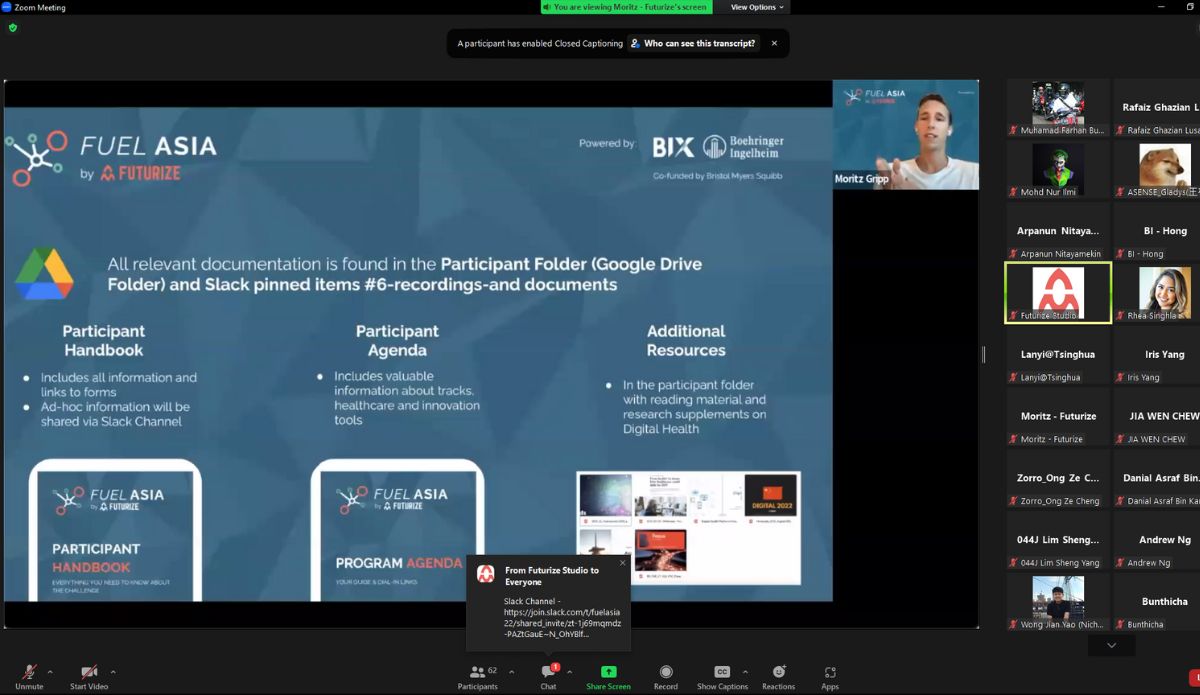 Zoom Meeting
You are viewing Moritz - Futurize's screen
View Options
A participant has enabled Closed Captioning
Who can see this transcript?
FUEL ASIA
by FUTURIZE
Powered by:
BIX
Boehringer
Ingelheim
Co-funded by Bristol Myers Squibb
FUEL ASIA
Moritz Gripp
All relevant documentation is found in the Participant Folder (Google Drive
Folder) and Slack pinned items #6-recordings-and documents
Participant
Handbook
Includes all information and
links to forms
Ad-hoc information will be
shared via Slack Channel
Participant
Agenda
Includes valuable
information about tracks,
healthcare and innovation
tools
Additional
Resources
In the participant folder
with reading material and
research supplements on
Digital Health
FUEL ASIA
by FUTURIZE
PARTICIPANT
HANDBOOK
EVERYTHING YOU NEED TO KNOW ABOUT
THE CHALLENGE
FUEL ASIA
by FUTURIZE
PROGRAM AGENDA
YOUR GUIDE & DIAL-IN LINKS
DIGITAL 2022
From Futurize Studio to
Everyone
Slack Channel -
https://join.slack.com/t/fuelasia
22/shared_invite/zt-1j69mqmdz
-PAZtGauE~N_OhYBlf...
Muhamad Farhan Bu...
Rafaiz Ghazian L
Rafaiz Ghazian Lusa
Mohd Nur Ilmi
ASENSE_Gladys(王
Arpanun Nitaya...
Arpanun Nitayamekin
BI - Hong
BI - Hong
Futurize Studio
Rhea Singhla
Lanyi@Tsinghua
Lanyi@Tsinghua
Iris Yang
Iris Yang
Moritz - Futurize
Moritz - Futurize
JIA WEN CHEW
JIA WEN CHEW
Zorro_Ong Ze C...
Zorro_Ong Ze Cheng
Danial Asraf Bin.
Danial Asraf Bin Kar
044J Lim Sheng...
044J Lim Sheng Yang
Andrew Ng
Andrew Ng
Wong Jian Yao (Nich...
Bunthicha
Bunthicha
Unmute
Start Video
62
Participants
1
Chat
Share Screen
Record
CC
Show Captions
Reactions
Apps